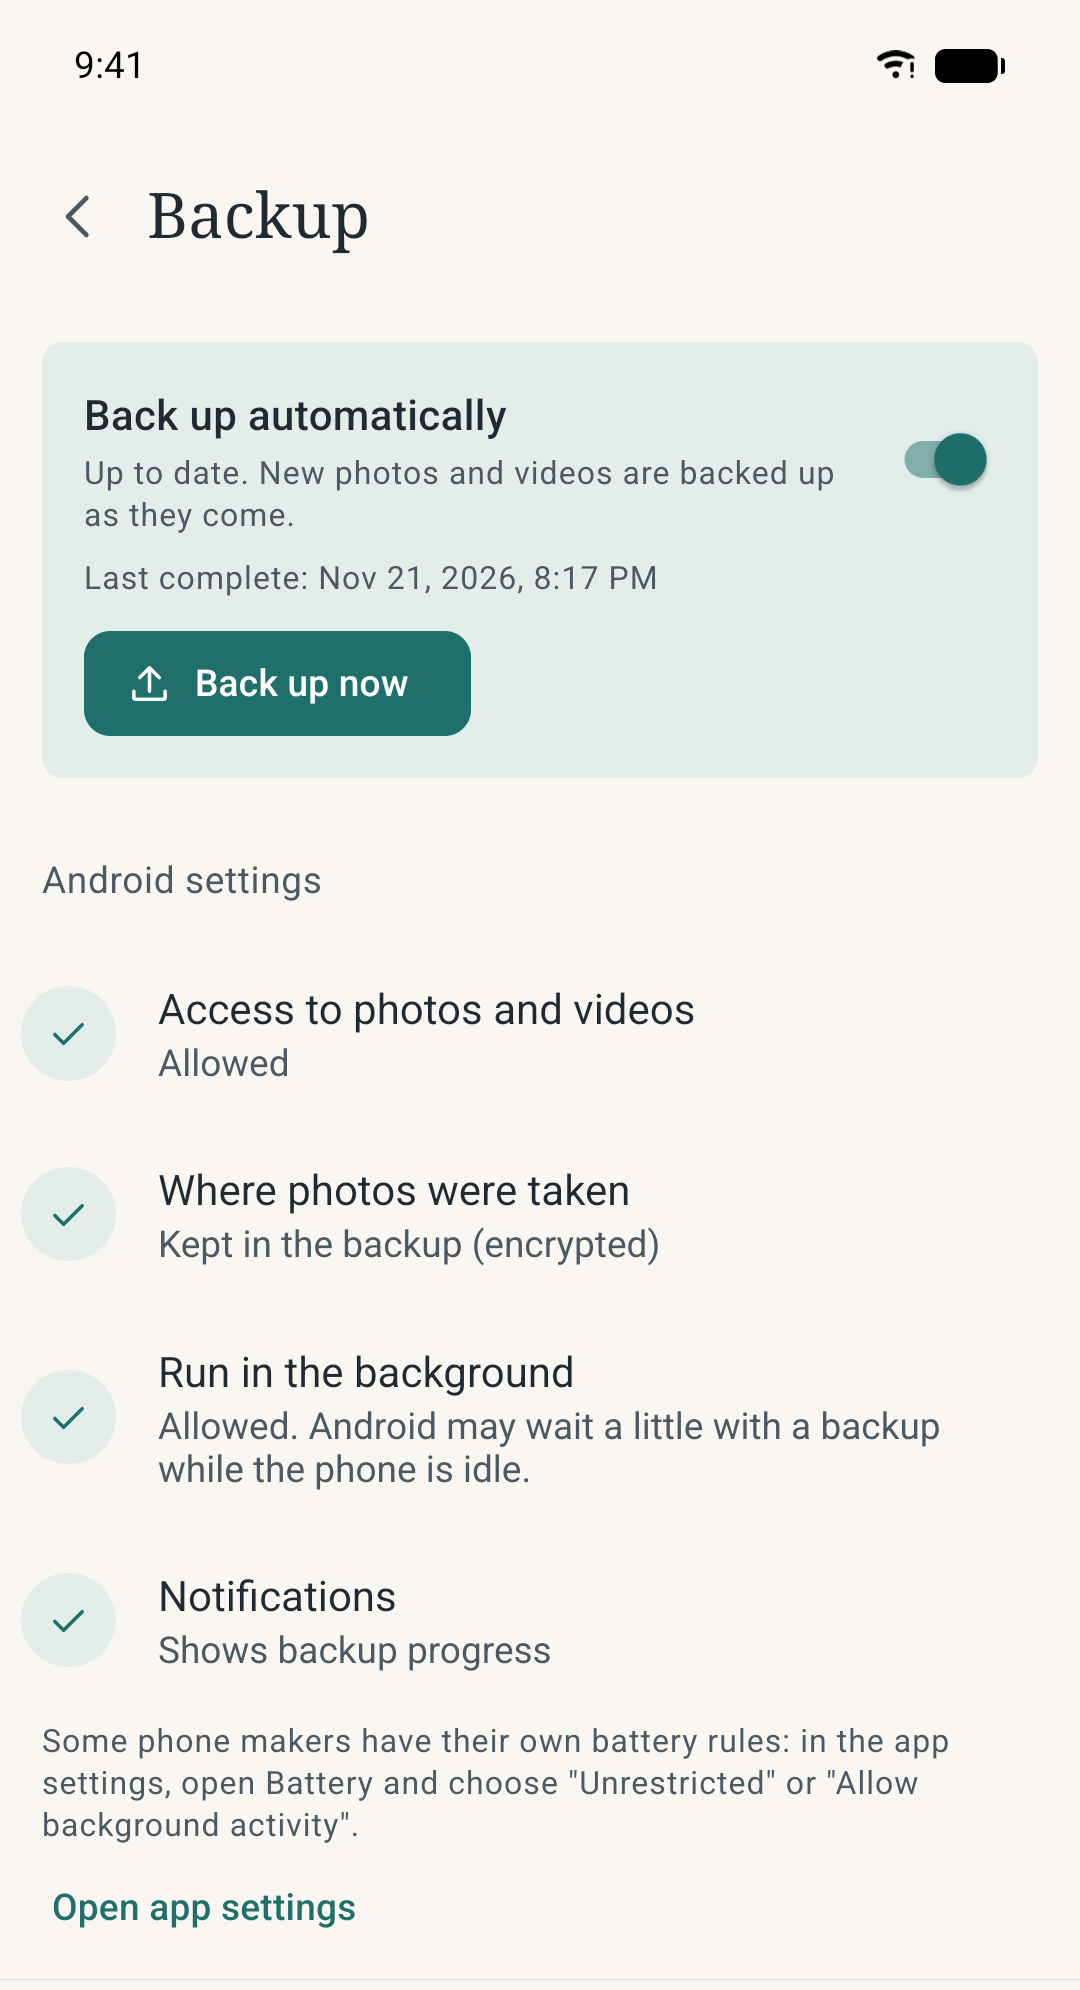 9:41
Backup
Back up automatically
Up to date. New photos and videos are backed up
as they come.
Last complete: Nov 21, 2026, 8:17 PM
Back up now
Android settings
Access to photos and videos
Allowed
Where photos were taken
Kept in the backup (encrypted)
Run in the background
Allowed. Android may wait a little with a backup
while the phone is idle.
Notifications
Shows backup progress
Some phone makers have their own battery rules: in the app
settings, open Battery and choose "Unrestricted" or "Allow
background activity".
Open app settings